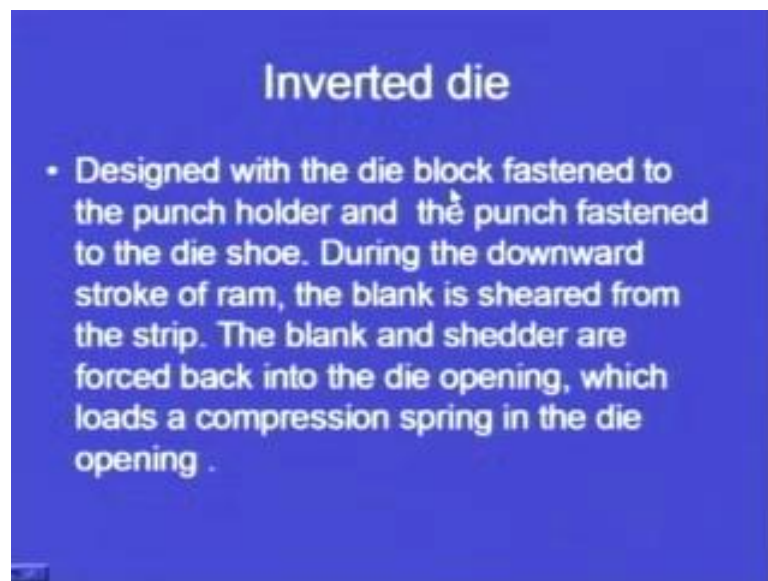 Inverted die
• Designed with the die block fastened to
the punch holder and the punch fastened
to the die shoe. During the downward
stroke of ram, the blank is sheared from
the strip. The blank and shedder are
forced back into the die opening, which
loads a compression spring in the die
opening .